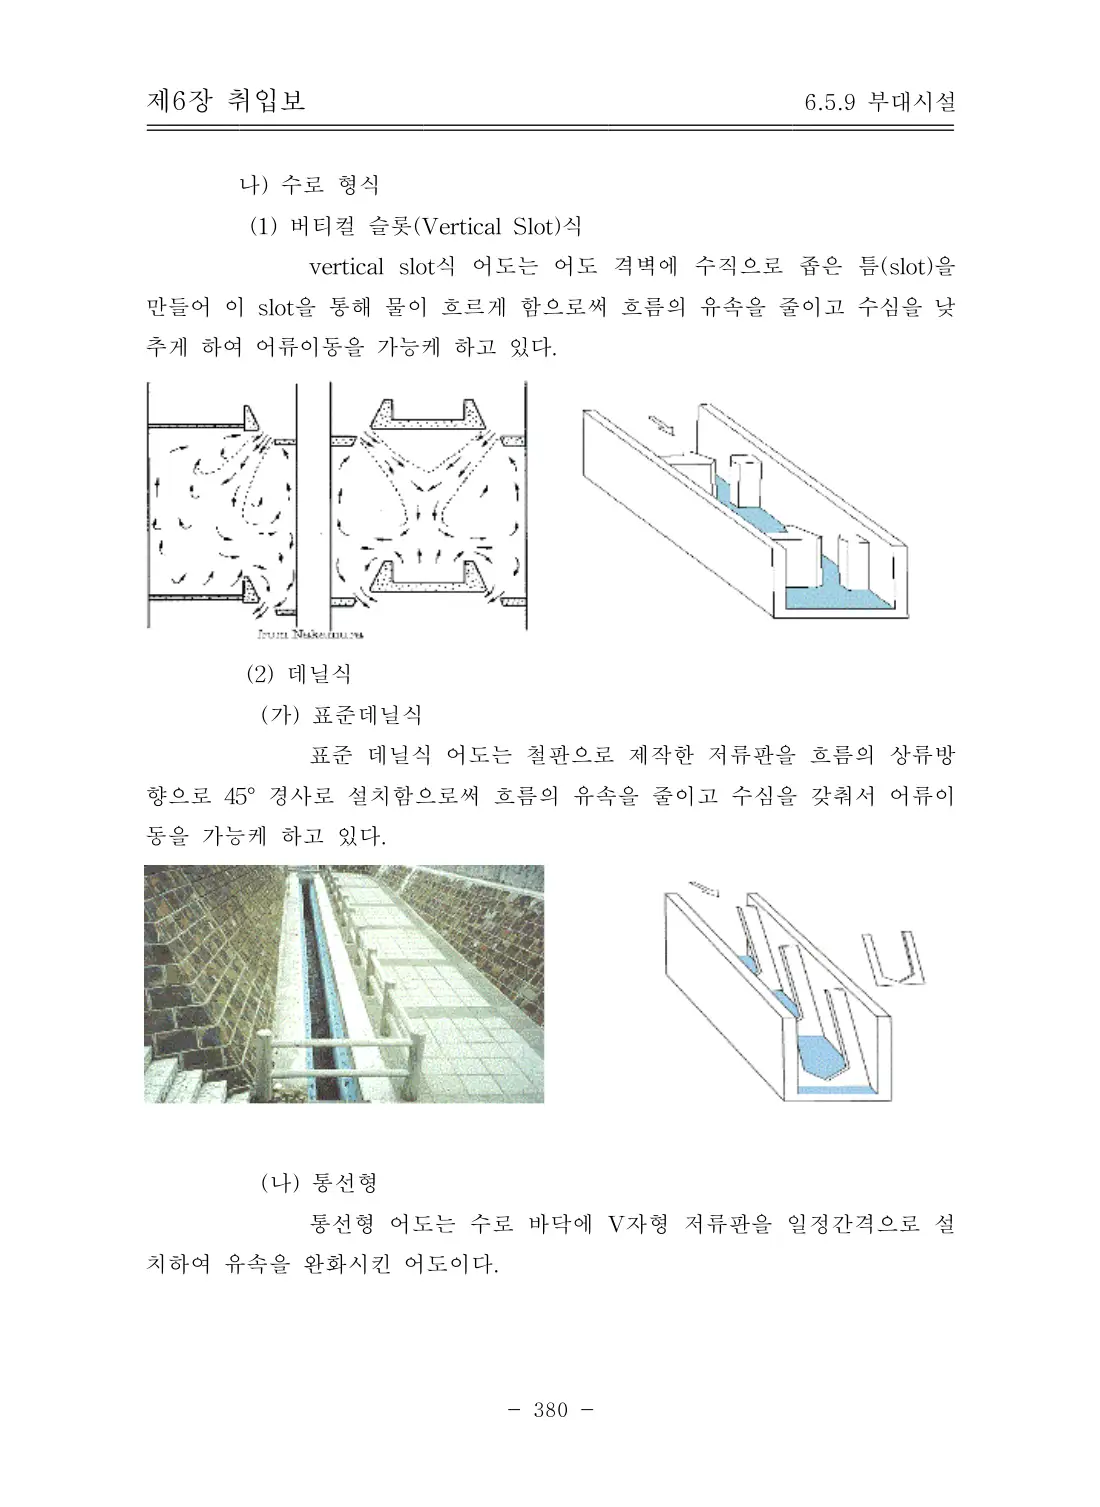 제6장 취입보
6.5.9 부대시설
나) 수로 형식
(1) 버티컬 슬롯(Vertical Slot)식
vertical slot식 어도는 어도 격벽에 수직으로 좁은 틈(slot)을
만들어 이 slot을 통해 물이 흐르게 함으로써 흐름의 유속을 줄이고 수심을 낮
추게 하여 어류이동을 가능케 하고 있다.
from Nakamura
(2) 데닐식
(가) 표준데닐식
표준 데닐식 어도는 철판으로 제작한 저류판을 흐름의 상류방
향으로 45° 경사로 설치함으로써 흐름의 유속을 줄이고 수심을 갖춰서 어류이
동을 가능케 하고 있다.
(나) 통선형
통선형 어도는 수로 바닥에 V자형 저류판을 일정간격으로 설
치하여 유속을 완화시킨 어도이다.
- 380 -